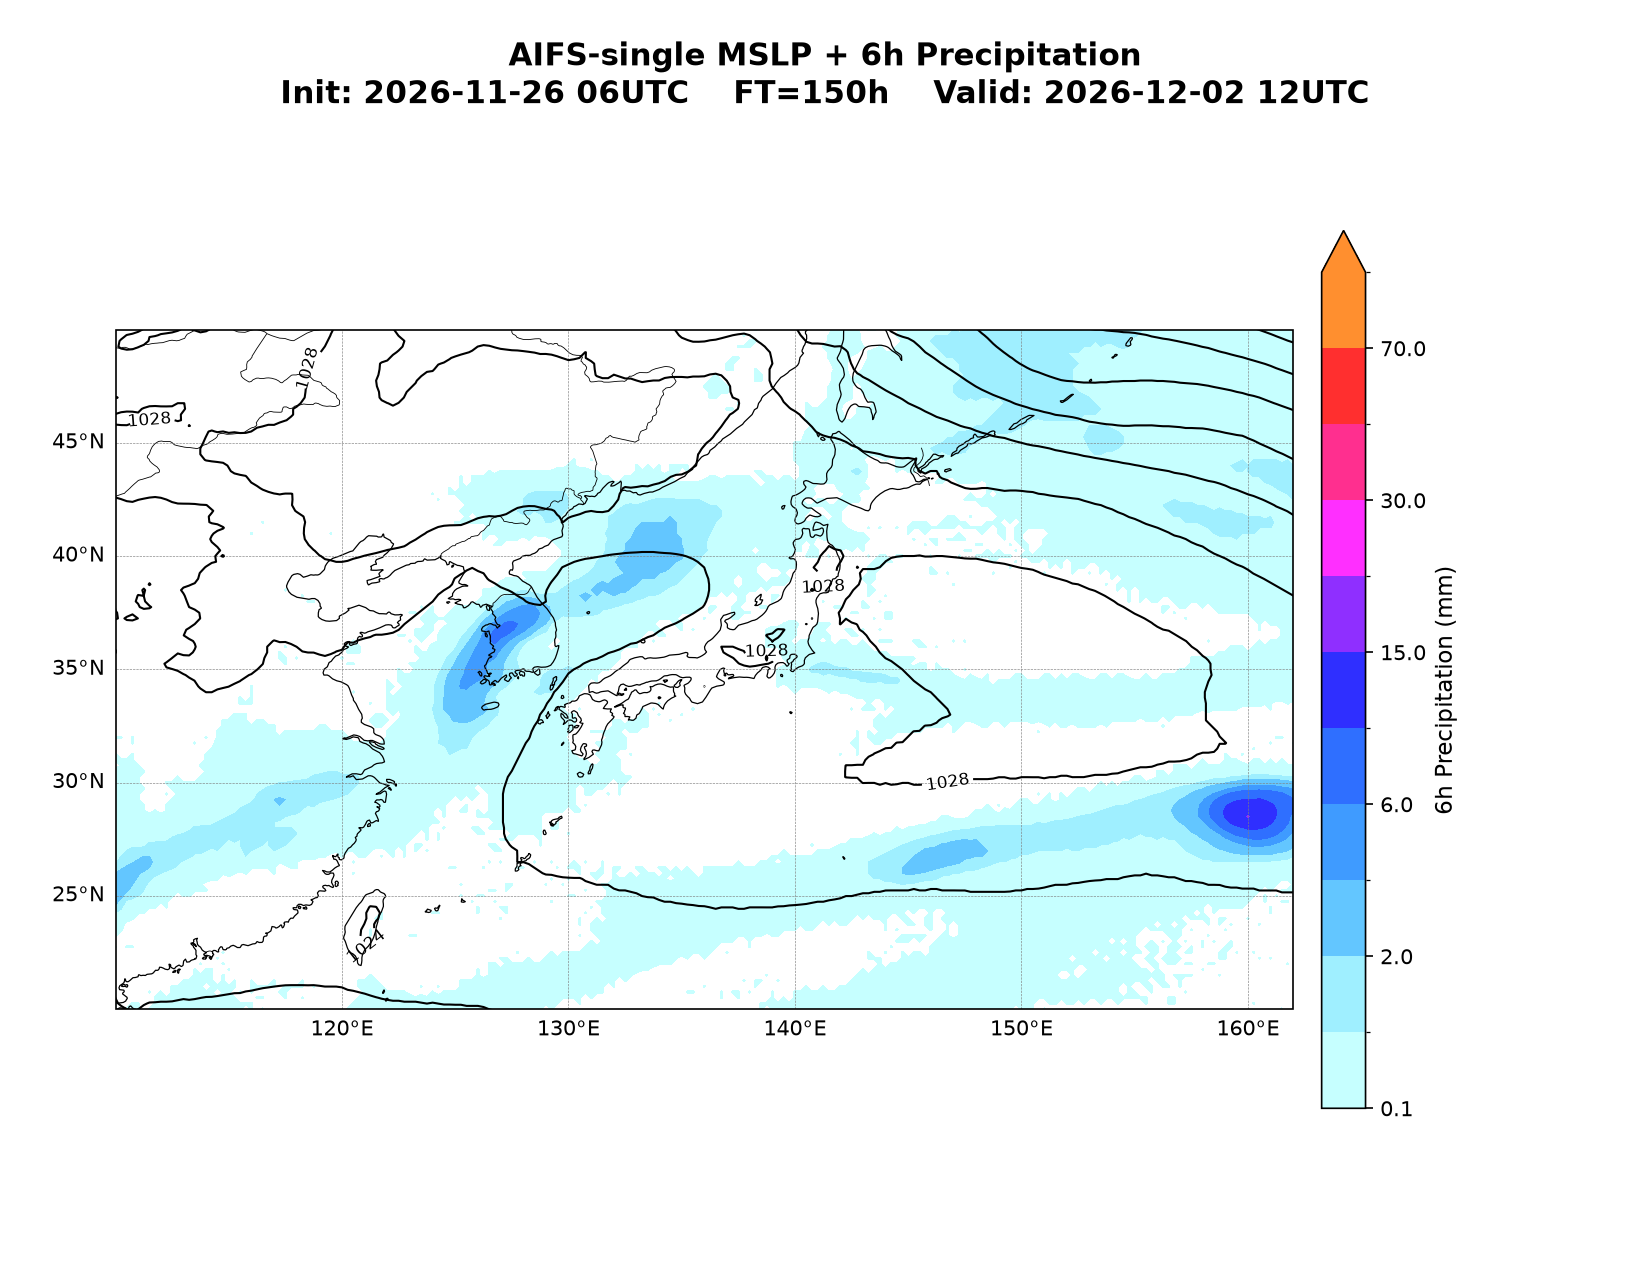 AIFS-single MSLP + 6h Precipitation
Init: 2026-11-26 06UTC    FT=150h    Valid: 2026-12-02 12UTC
70.0
30.0
15.0
6.0
2.0
0.1
6h Precipitation (mm)
45°N
40°N
35°N
30°N
25°N
120°E
130°E
140°E
150°E
160°E
1028
1028
1028
1028
1028